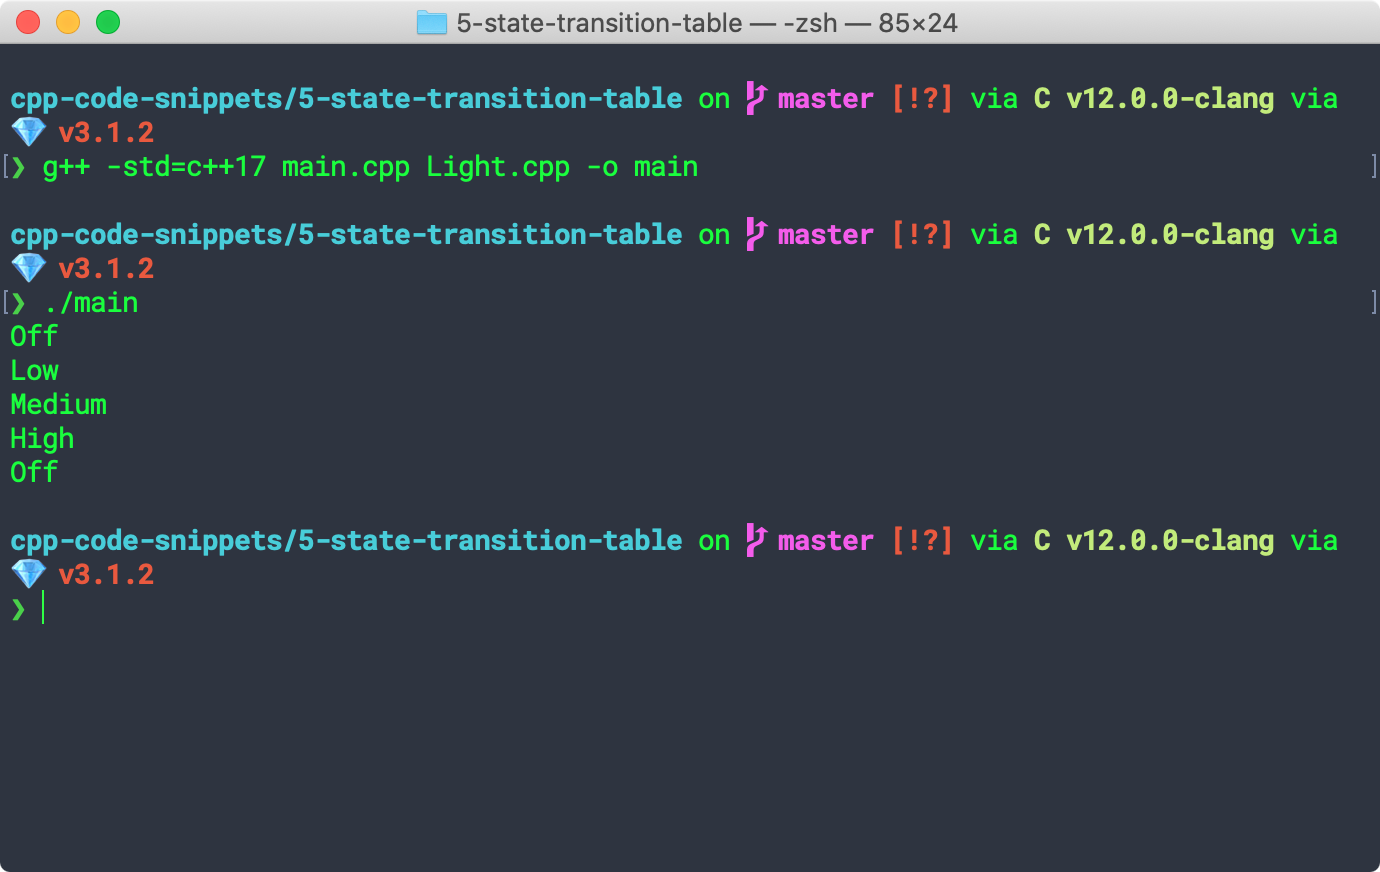 5-state-transition-table — -zsh — 85×24
cpp-code-snippets/5-state-transition-table on master [!?] via C v12.0.0-clang via
💎 v3.1.2
[❯ g++ -std=c++17 main.cpp Light.cpp -o main ]
cpp-code-snippets/5-state-transition-table on master [!?] via C v12.0.0-clang via
💎 v3.1.2
[❯ ./main ]
Off
Low
Medium
High
Off
cpp-code-snippets/5-state-transition-table on master [!?] via C v12.0.0-clang via
💎 v3.1.2
❯